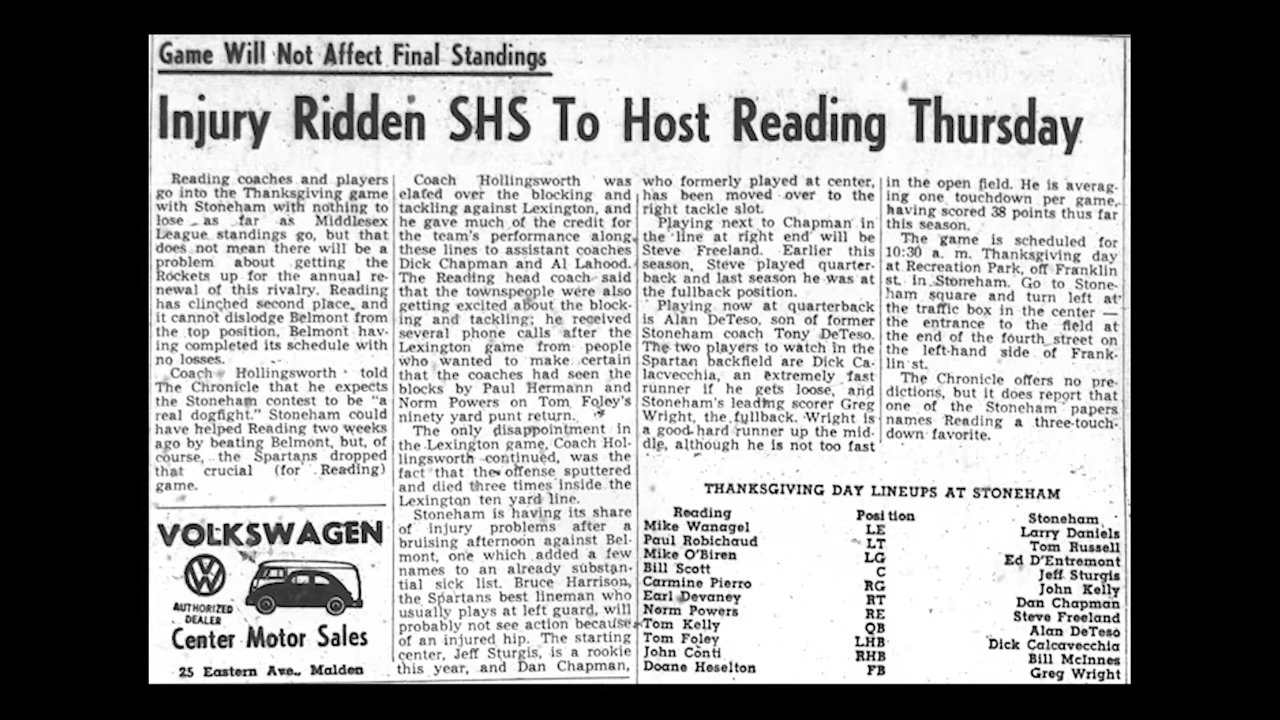 Game Will Not Affect Final Standings
Injury Ridden SHS To Host Reading Thursday
Reading coaches and players
go into the Thanksgiving game
with Stoneham with nothing to
lose as far as Middlesex
League standings go, but that
does not mean there will be a
problem about getting the
Rockets up for the annual re-
newal of this rivalry. Reading
has clinched second place, and
it cannot dislodge Belmont from
the top position, Belmont hav-
ing completed its schedule with
no losses.
Coach Hollingsworth told
The Chronicle that he expects
the Stoneham contest to be "a
real dogfight." Stoneham could
have helped Reading two weeks
ago by beating Belmont, but, of
course, the Spartans dropped
that crucial (for Reading)
game.
VOLKSWAGEN
AUTHORIZED
DEALER
Center Motor Sales
25 Eastern Ave., Malden
Coach Hollingsworth was
elated over the blocking and
tackling against Lexington, and
he gave much of the credit for
the team's performance along
these lines to assistant coaches
Dick Chapman and Al Lahood.
The Reading head coach said
that the townspeople were also
getting excited about the block-
ing and tackling; he received
several phone calls after the
Lexington game from people
who wanted to make certain
that the coaches had seen the
blocks by Paul Hermann and
Norm Powers on Tom Foley's
ninety yard punt return.
The only disappointment in
the Lexington game, Coach Hol-
lingsworth continued, was the
fact that the offense sputtered
and died three times inside the
Lexington ten yard line.
Stoneham is having its share
of injury problems after a
bruising afternoon against Bel-
mont, one which added a few
names to an already substan-
tial sick list. Bruce Harrison,
the Spartans best lineman who
usually plays at left guard, will
probably not see action because
of an injured hip. The starting
center, Jeff Sturgis, is a rookie
this year, and Dan Chapman,
who formerly played at center,
has been moved over to the
right tackle slot.
Playing next to Chapman in
the line at right end will be
Steve Freeland. Earlier this
season, Steve played quarter-
back and last season he was at
the fullback position.
Playing now at quarterback
is Alan DeTeso, son of former
Stoneham coach Tony DeTeso.
The two players to watch in the
Spartan backfield are Dick Ca-
lacvecchia, an extremely fast
runner if he gets loose, and
Stoneham's leading scorer Greg
Wright, the fullback. Wright is
a good hard runner up the mid-
dle, although he is not too fast
in the open field. He is averag-
ing one touchdown per game,
having scored 38 points thus far
this season.
The game is scheduled for
10:30 a. m. Thanksgiving day
at Recreation Park, off Franklin
st. in Stoneham. Go to Stone-
ham square and turn left at
the traffic box in the center —
the entrance to the field at
the end of the fourth street on
the left-hand side of Frank-
lin st.
The Chronicle offers no pre-
dictions, but it does report that
one of the Stoneham papers
names Reading a three-touch-
down favorite.
THANKSGIVING DAY LINEUPS AT STONEHAM
Reading Position Stoneham
Mike Wanagel LE Larry Daniels
Paul Robichaud LT Tom Russell
Mike O'Biren LG Ed D'Entremont
Bill Scott C Jeff Sturgis
Carmine Pierro RG John Kelly
Earl Devaney RT Dan Chapman
Norm Powers RE Steve Freeland
Tom Kelly QB Alan DeTeso
Tom Foley LHB Dick Calcavecchia
John Conti RHB Bill McInnes
Doane Heselton FB Greg Wright